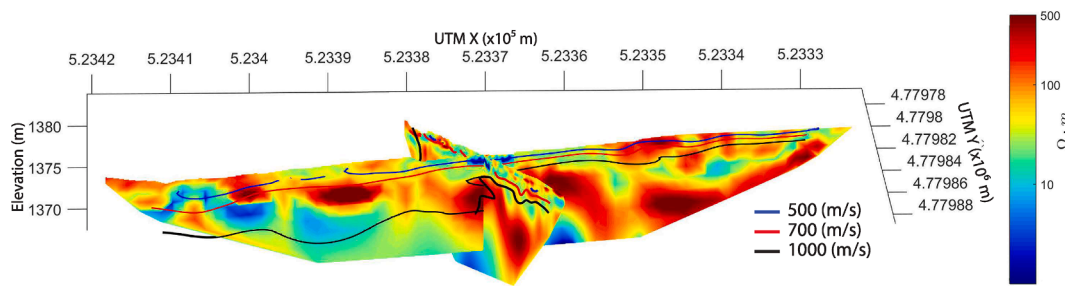 UTM X (x10⁵ m)
5.2342 5.2341 5.234 5.2339 5.2338 5.2337 5.2336 5.2335 5.2334 5.2333
500
100
10
Ω . m
4.77978
4.7798
4.77982
4.77984
4.77986
4.77988
UTM Y (x10⁶ m)
Elevation (m)
1380
1375
1370
500 (m/s)
700 (m/s)
1000 (m/s)